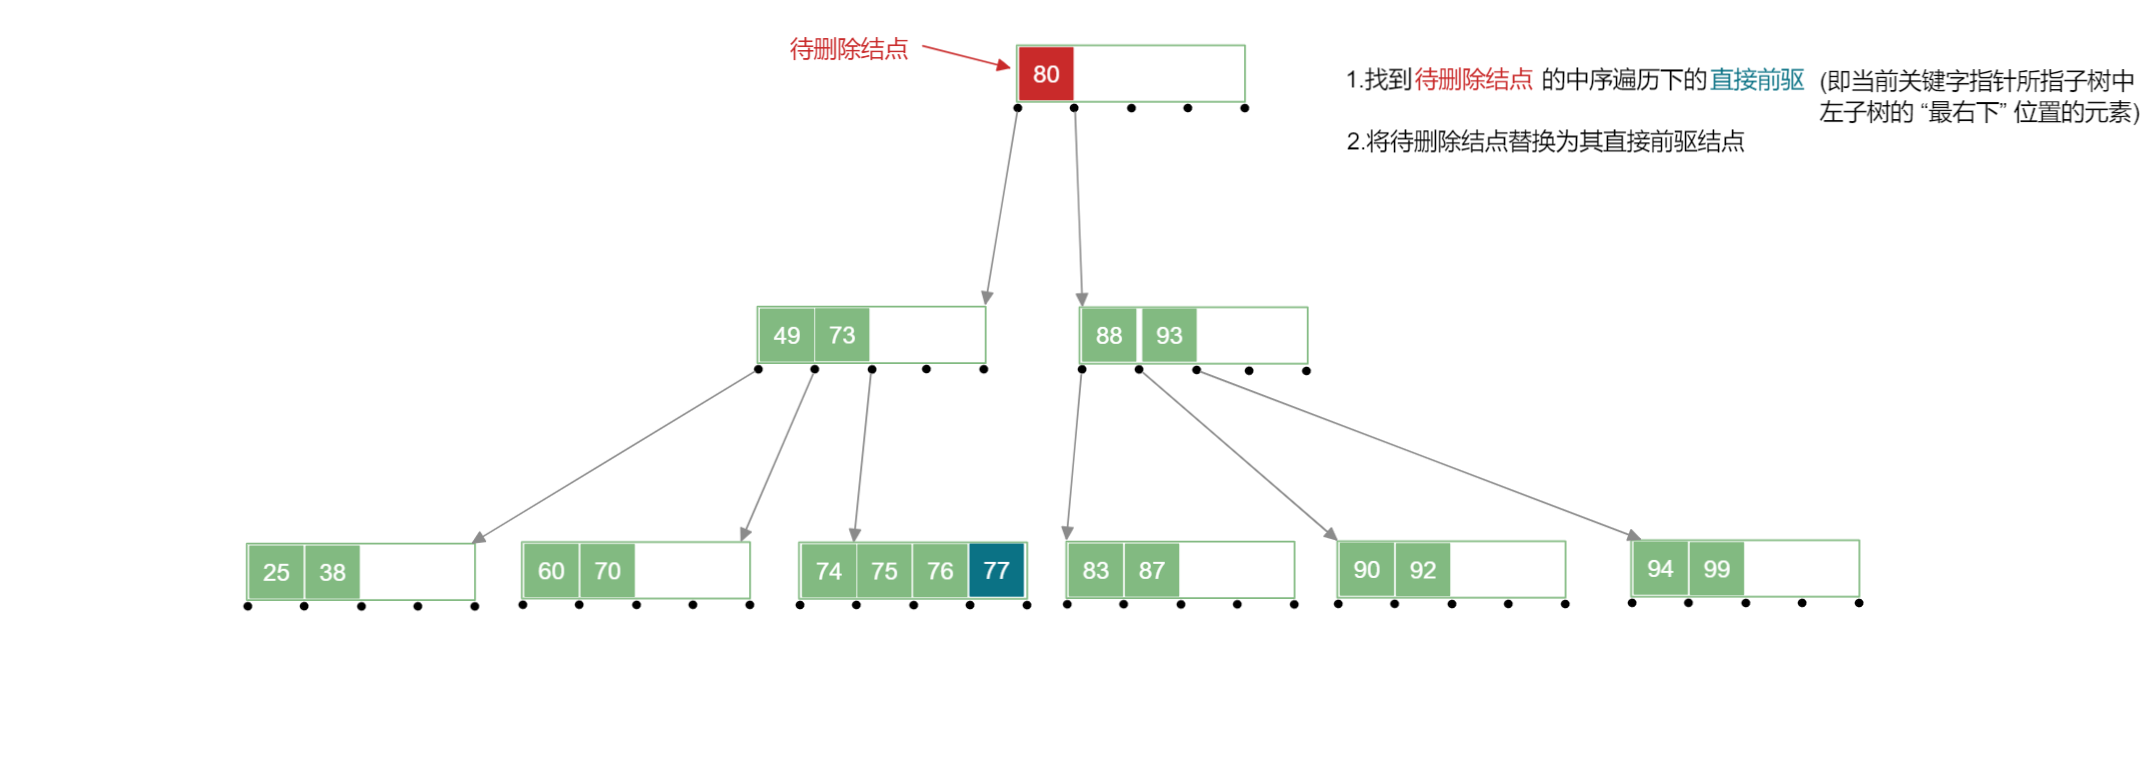 待删除结点
80
1.找到待删除结点 的中序遍历下的直接前驱 (即当前关键字指针所指子树中
左子树的 “最右下” 位置的元素)
2.将待删除结点替换为其直接前驱结点
49 73
88 93
25 38
60 70
74 75 76 77
83 87
90 92
94 99